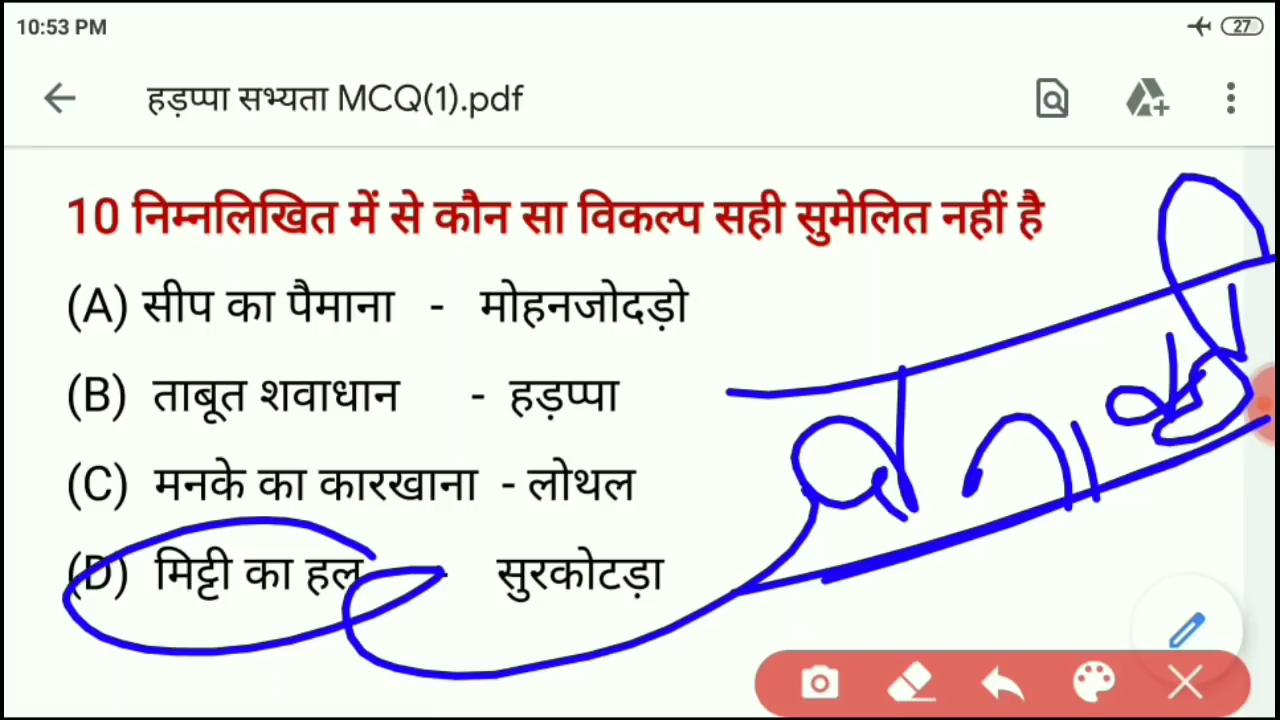 10:53 PM
27
हड़प्पा सभ्यता MCQ(1).pdf
10 निम्नलिखित में से कौन सा विकल्प सही सुमेलित नहीं है
(A) सीप का पैमाना - मोहनजोदड़ो
(B) ताबूत शवाधान - हड़प्पा
(C) मनके का कारखाना - लोथल
(D) मिट्टी का हल - सुरकोटड़ा